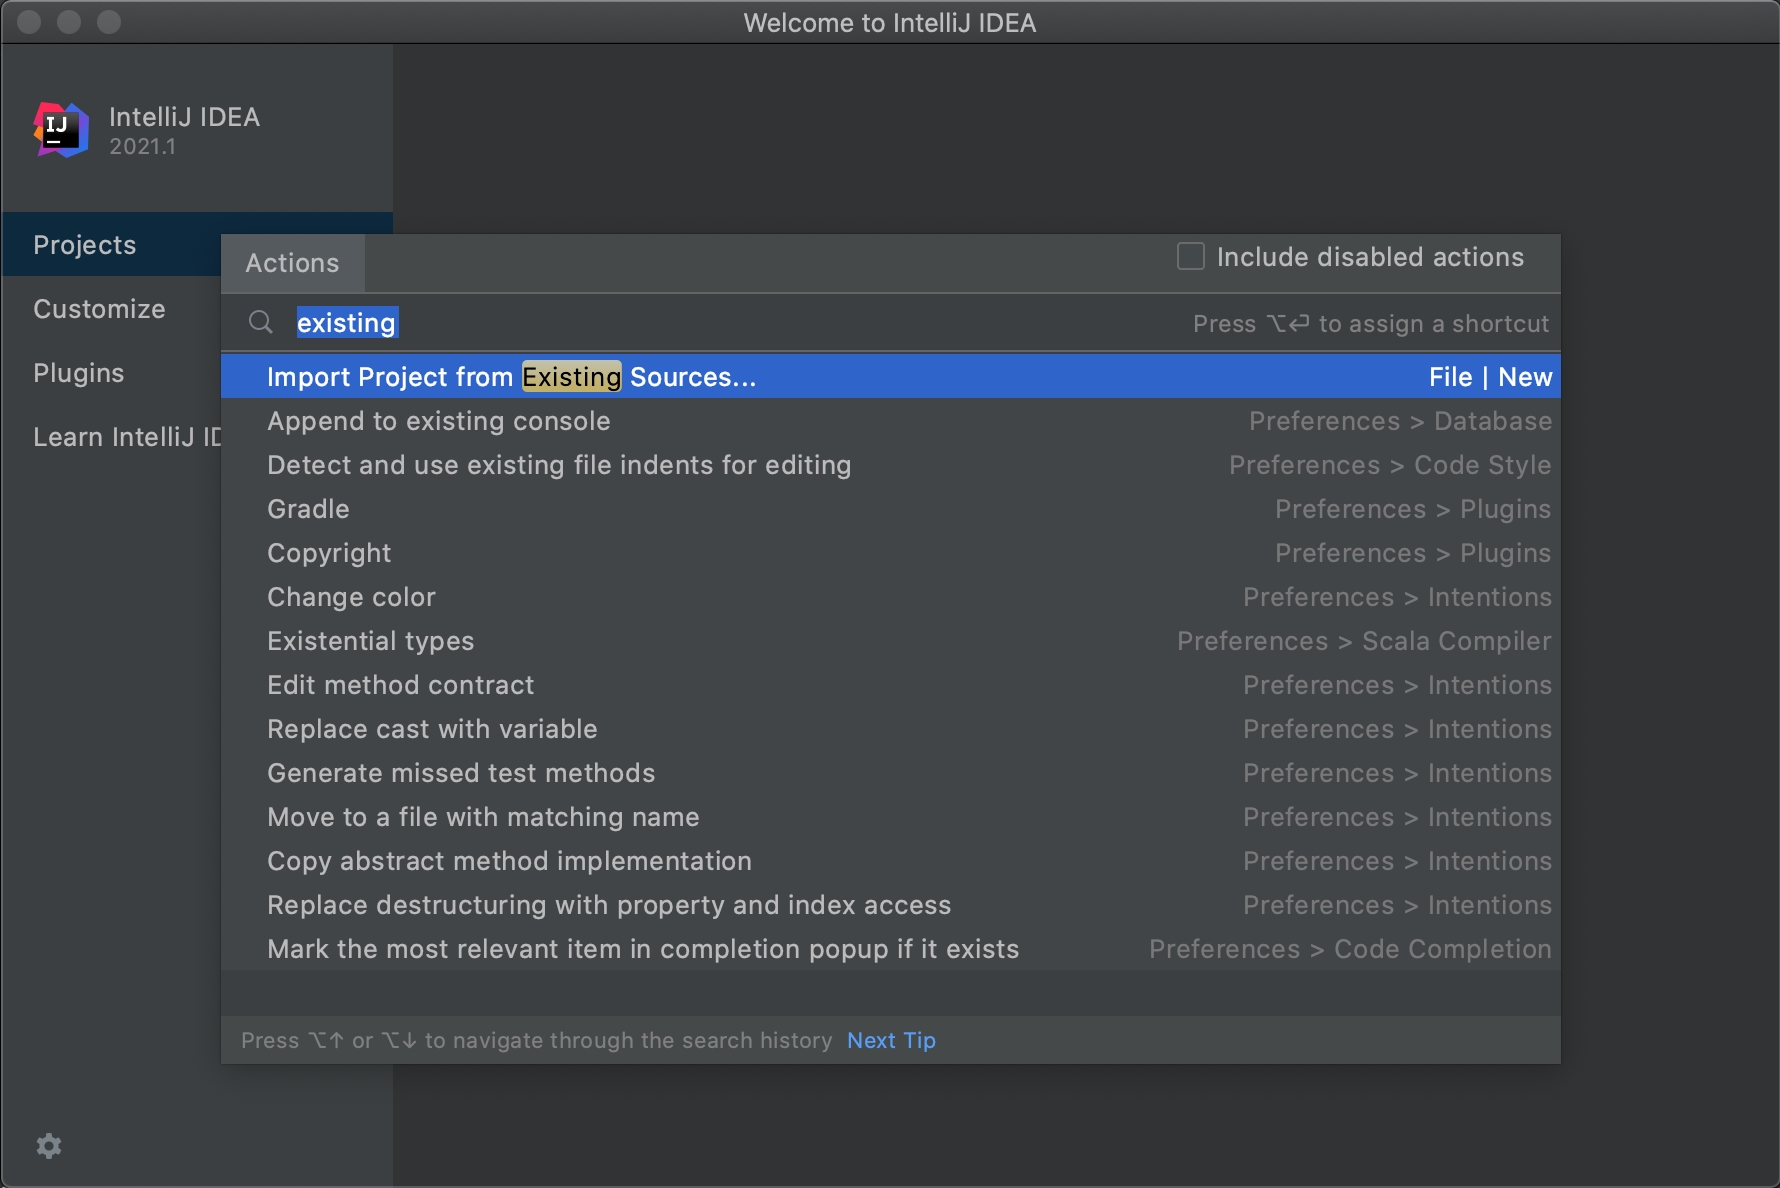 Welcome to IntelliJ IDEA
IJ
IntelliJ IDEA
2021.1
Projects
Customize
Plugins
Learn IntelliJ ID
Actions
Include disabled actions
existing
Press ⌥↩ to assign a shortcut
Import Project from Existing Sources... File | New
Append to existing console Preferences > Database
Detect and use existing file indents for editing Preferences > Code Style
Gradle Preferences > Plugins
Copyright Preferences > Plugins
Change color Preferences > Intentions
Existential types Preferences > Scala Compiler
Edit method contract Preferences > Intentions
Replace cast with variable Preferences > Intentions
Generate missed test methods Preferences > Intentions
Move to a file with matching name Preferences > Intentions
Copy abstract method implementation Preferences > Intentions
Replace destructuring with property and index access Preferences > Intentions
Mark the most relevant item in completion popup if it exists Preferences > Code Completion
Press ⌥↑ or ⌥↓ to navigate through the search history Next Tip